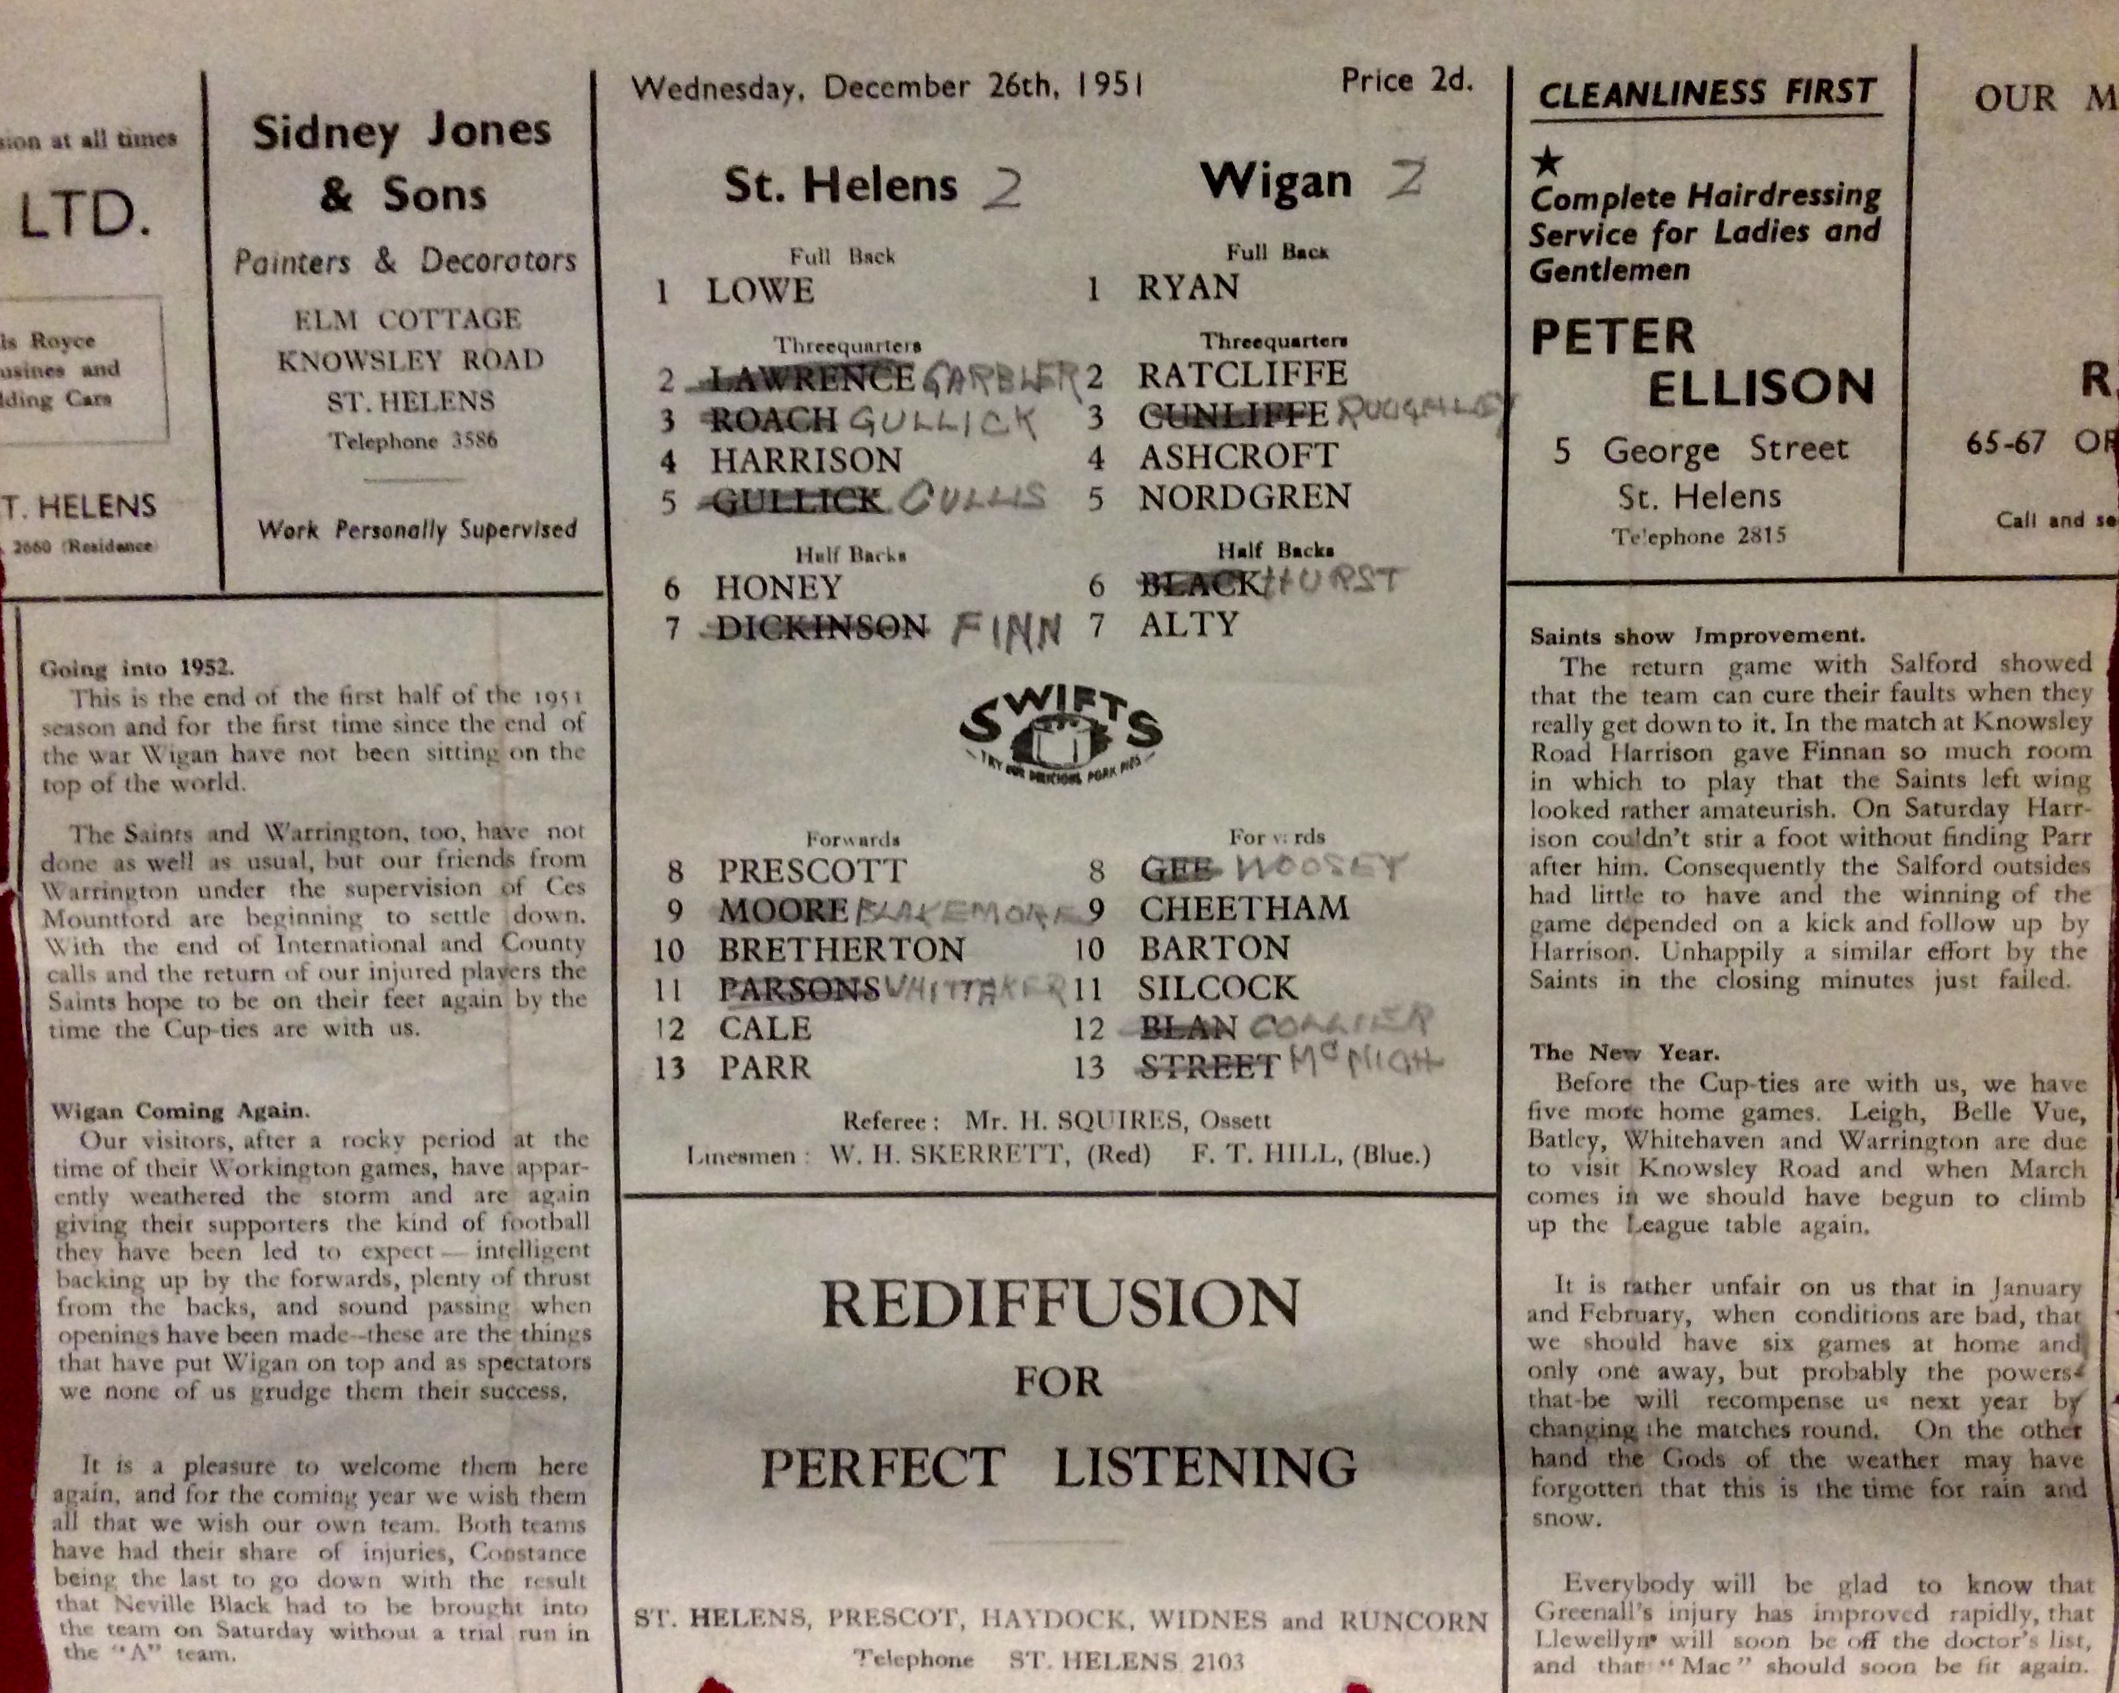 sion at all times
LTD.
ls Royce
usines and
lding Cars
T. HELENS
2660 (Residence)
Sidney Jones
& Sons
Painters & Decorators
ELM COTTAGE
KNOWSLEY ROAD
ST. HELENS
Telephone 3586
Work Personally Supervised
Going into 1952.
This is the end of the first half of the 1951
season and for the first time since the end of
the war Wigan have not been sitting on the
top of the world.
The Saints and Warrington, too, have not
done as well as usual, but our friends from
Warrington under the supervision of Ces
Mountford are beginning to settle down.
With the end of International and County
calls and the return of our injured players the
Saints hope to be on their feet again by the
time the Cup-ties are with us.
Wigan Coming Again.
Our visitors, after a rocky period at the
time of their Workington games, have appar-
ently weathered the storm and are again
giving their supporters the kind of football
they have been led to expect — intelligent
backing up by the forwards, plenty of thrust
from the backs, and sound passing when
openings have been made--these are the things
that have put Wigan on top and as spectators
we none of us grudge them their success.
It is a pleasure to welcome them here
again, and for the coming year we wish them
all that we wish our own team. Both teams
have had their share of injuries, Constance
being the last to go down with the result
that Neville Black had to be brought into
the team on Saturday without a trial run in
the "A" team.
Wednesday, December 26th, 1951 Price 2d.
St. Helens 2 Wigan 2
Full Back Full Back
1 LOWE 1 RYAN
Threequarters Threequarters
2 LAWRENCE 2 RATCLIFFE
3 ROACH GULLICK 3 CUNLIFFE ROUGHLEY
4 HARRISON 4 ASHCROFT
5 GULLICK CULLIS 5 NORDGREN
Half Backs Half Backs
6 HONEY 6 BLACK HURST
7 DICKINSON FINN 7 ALTY
SWIFTS
TRY OUR DELICIOUS PORK PIES
Forwards Forwards
8 PRESCOTT 8 GEE WOOSEY
9 MOORE BLAKEMORE 9 CHEETHAM
10 BRETHERTON 10 BARTON
11 PARSONS WHITTAKER 11 SILCOCK
12 CALE 12 BLAN COLLIER
13 PARR 13 STREET McNIGH
Referee : Mr. H. SQUIRES, Ossett
Linesmen : W. H. SKERRETT, (Red) F. T. HILL, (Blue.)
REDIFFUSION
FOR
PERFECT LISTENING
ST. HELENS, PRESCOT, HAYDOCK, WIDNES and RUNCORN
Telephone ST. HELENS 2103
CLEANLINESS FIRST
★
Complete Hairdressing
Service for Ladies and
Gentlemen
PETER
ELLISON
5 George Street
St. Helens
Telephone 2815
OUR M
R.
65-67 OR
Call and se
Saints show Improvement.
The return game with Salford showed
that the team can cure their faults when they
really get down to it. In the match at Knowsley
Road Harrison gave Finnan so much room
in which to play that the Saints left wing
looked rather amateurish. On Saturday Harr-
ison couldn't stir a foot without finding Parr
after him. Consequently the Salford outsides
had little to have and the winning of the
game depended on a kick and follow up by
Harrison. Unhappily a similar effort by the
Saints in the closing minutes just failed.
The New Year.
Before the Cup-ties are with us, we have
five more home games. Leigh, Belle Vue,
Batley, Whitehaven and Warrington are due
to visit Knowsley Road and when March
comes in we should have begun to climb
up the League table again.
It is rather unfair on us that in January
and February, when conditions are bad, that
we should have six games at home and
only one away, but probably the powers-
that-be will recompense us next year by
changing the matches round. On the other
hand the Gods of the weather may have
forgotten that this is the time for rain and
snow.
Everybody will be glad to know that
Greenall's injury has improved rapidly, that
Llewellyn will soon be off the doctor's list,
and that "Mac" should soon be fit again.